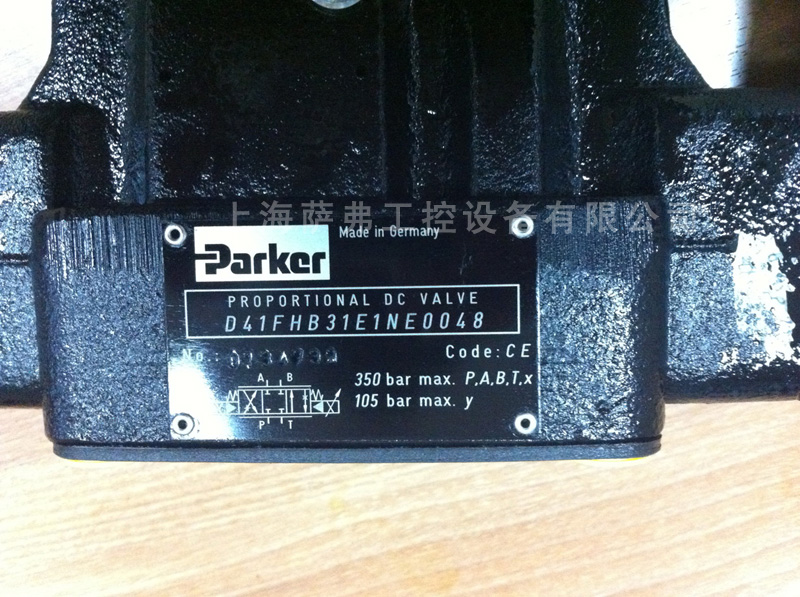 上海萨弗工控设备有限公司
Parker
Made in Germany
PROPORTIONAL DC VALVE
D41FHB31E1NE0048
No.:
Code: CE
A B
350 bar max. P,A,B,T,x
105 bar max. y
P T